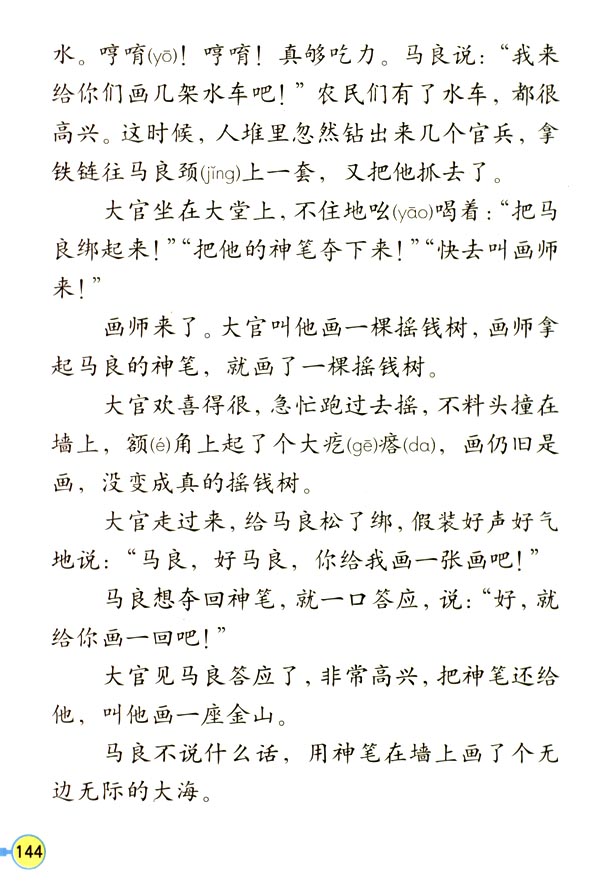 水。哼唷(yō)！哼唷！真够吃力。马良说：“我来
给你们画几架水车吧！”农民们有了水车，都很
高兴。这时候，人堆里忽然钻出来几个官兵，拿
铁链往马良颈(jǐng)上一套，又把他抓去了。
大官坐在大堂上，不住地吆(yāo)喝着：“把马
良绑起来！”“把他的神笔夺下来！”“快去叫画师
来！”
画师来了。大官叫他画一棵摇钱树，画师拿
起马良的神笔，就画了一棵摇钱树。
大官欢喜得很，急忙跑过去摇，不料头撞在
墙上，额(é)角上起了个大疙(gē)瘩(da)，画仍旧是
画，没变成真的摇钱树。
大官走过来，给马良松了绑，假装好声好气
地说：“马良，好马良，你给我画一张画吧！”
马良想夺回神笔，就一口答应，说：“好，就
给你画一回吧！”
大官见马良答应了，非常高兴，把神笔还给
他，叫他画一座金山。
马良不说什么话，用神笔在墙上画了个无
边无际的大海。
144